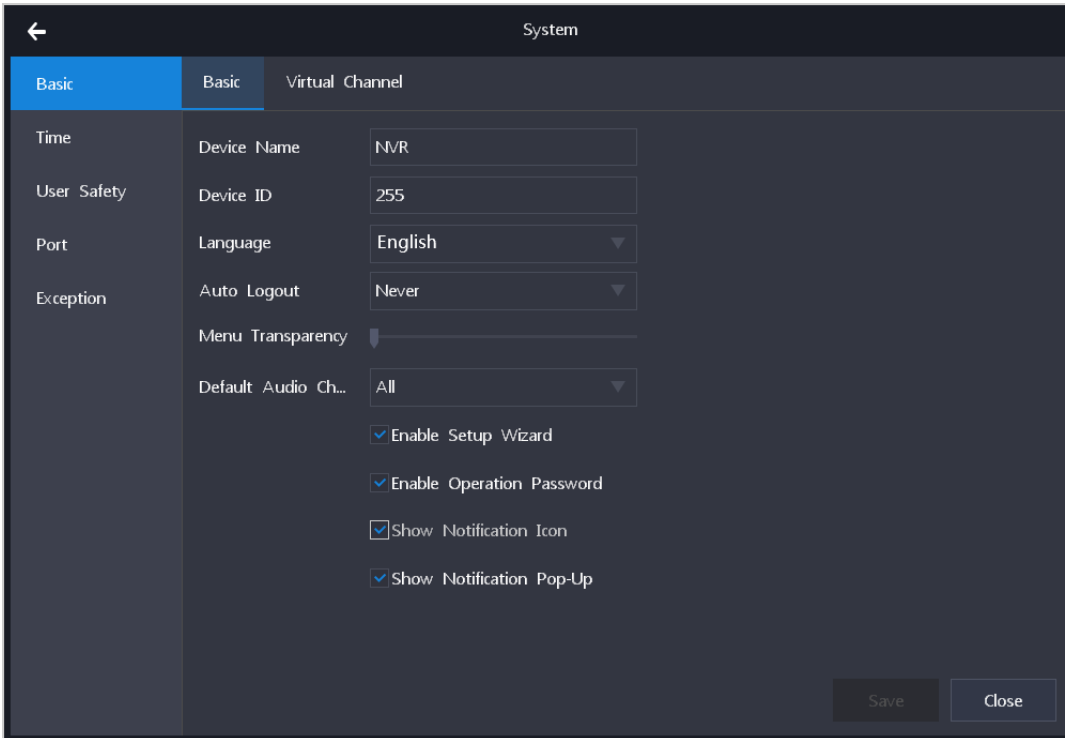 System
Basic
Time
User Safety
Port
Exception
Basic Virtual Channel
Device Name NVR
Device ID 255
Language English
Auto Logout Never
Menu Transparency
Default Audio Ch... All
Enable Setup Wizard
Enable Operation Password
Show Notification Icon
Show Notification Pop-Up
Save Close